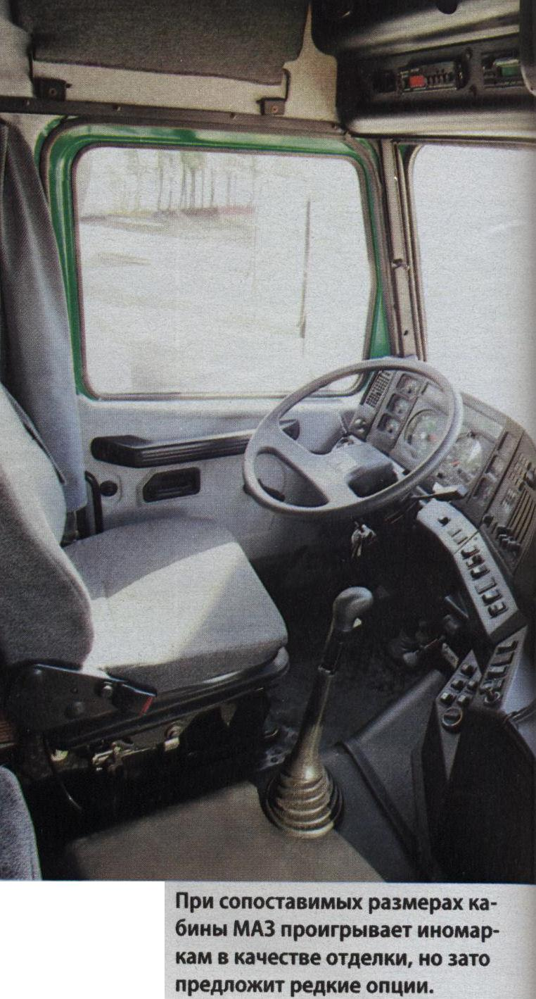 При сопоставимых размерах ка-
бины МАЗ проигрывает иномар-
кам в качестве отделки, но зато
предложит редкие опции.